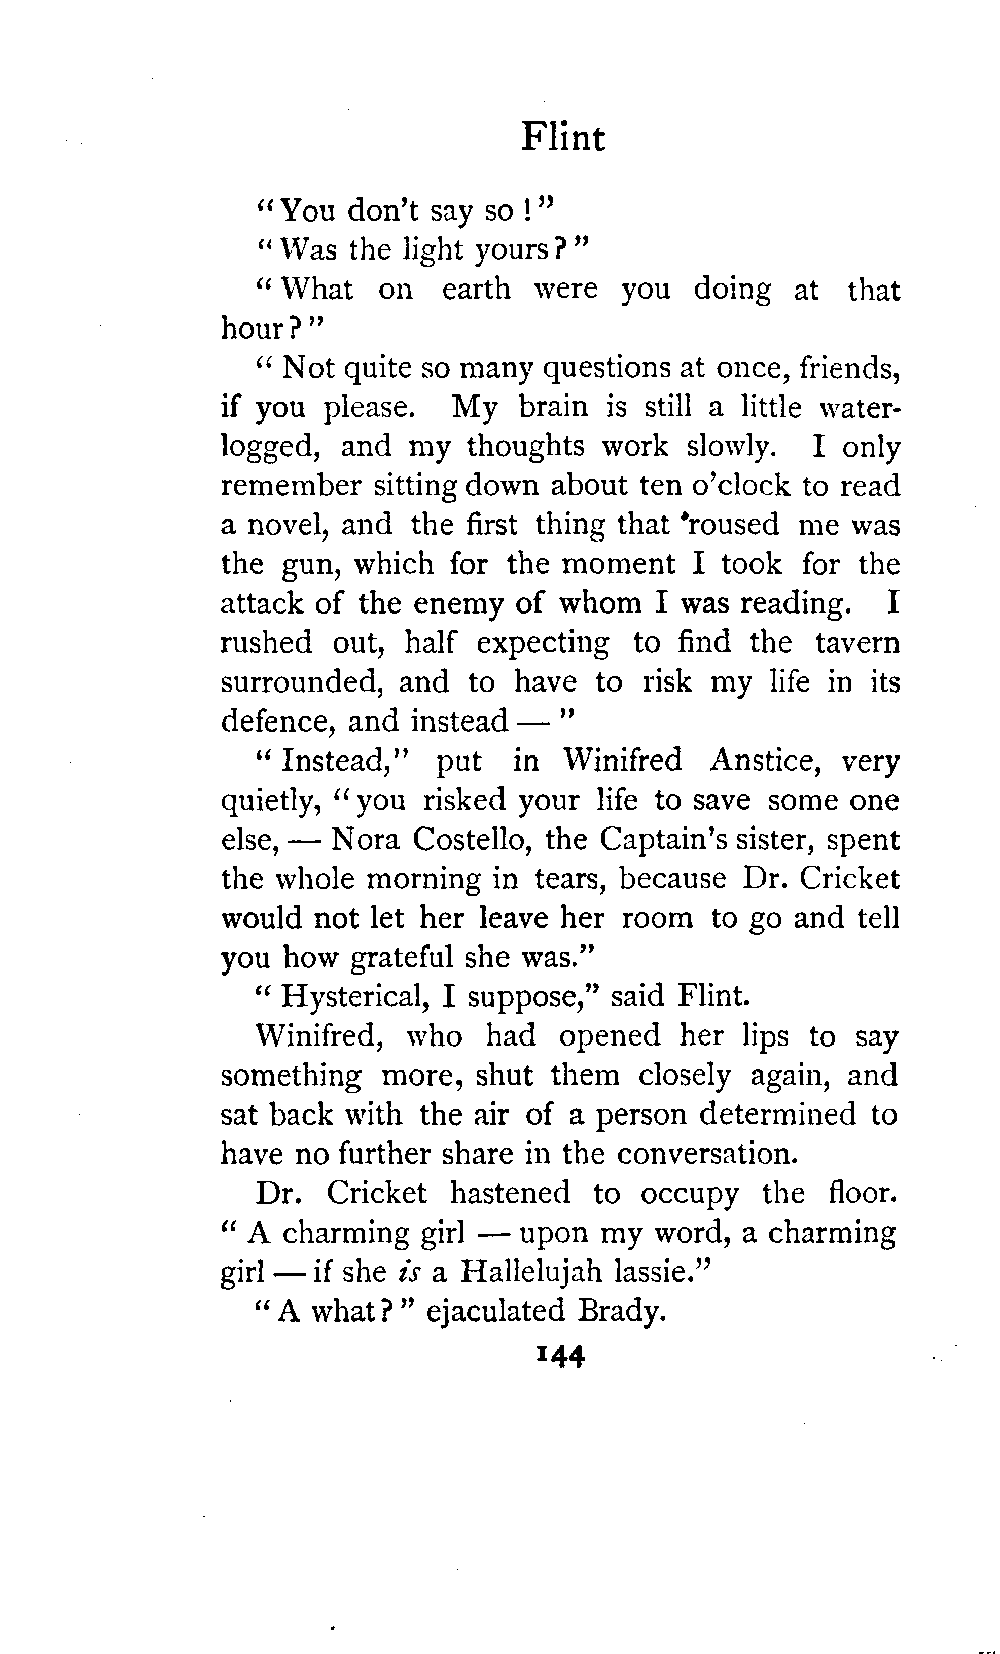 Flint
"You don't say so!"
"Was the light yours?"
"What on earth were you doing at that
hour?"
"Not quite so many questions at once, friends,
if you please. My brain is still a little water-
logged, and my thoughts work slowly. I only
remember sitting down about ten o'clock to read
a novel, and the first thing that 'roused me was
the gun, which for the moment I took for the
attack of the enemy of whom I was reading. I
rushed out, half expecting to find the tavern
surrounded, and to have to risk my life in its
defence, and instead — "
"Instead," put in Winifred Anstice, very
quietly, "you risked your life to save some one
else, — Nora Costello, the Captain's sister, spent
the whole morning in tears, because Dr. Cricket
would not let her leave her room to go and tell
you how grateful she was."
"Hysterical, I suppose," said Flint.
Winifred, who had opened her lips to say
something more, shut them closely again, and
sat back with the air of a person determined to
have no further share in the conversation.
Dr. Cricket hastened to occupy the floor.
"A charming girl — upon my word, a charming
girl — if she is a Hallelujah lassie."
"A what?" ejaculated Brady.
144